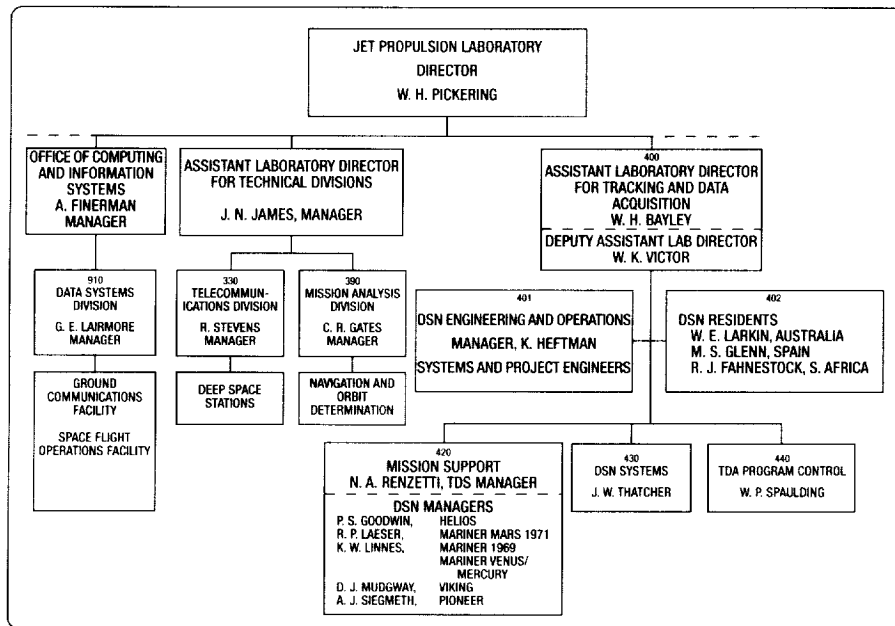 JET PROPULSION LABORATORY
DIRECTOR
W. H. PICKERING
OFFICE OF COMPUTING
AND INFORMATION
SYSTEMS
A. FINERMAN
MANAGER
ASSISTANT LABORATORY DIRECTOR
FOR TECHNICAL DIVISIONS
J. N. JAMES, MANAGER
400
ASSISTANT LABORATORY DIRECTOR
FOR TRACKING AND DATA
ACQUISITION
W. H. BAYLEY
DEPUTY ASSISTANT LAB DIRECTOR
W. K. VICTOR
910
DATA SYSTEMS
DIVISION
G. E. LAIRMORE
MANAGER
330
TELECOMMUN-
ICATIONS DIVISION
R. STEVENS
MANAGER
390
MISSION ANALYSIS
DIVISION
C. R. GATES
MANAGER
401
DSN ENGINEERING AND OPERATIONS
MANAGER, K. HEFTMAN
SYSTEMS AND PROJECT ENGINEERS
402
DSN RESIDENTS
W. E. LARKIN, AUSTRALIA
M. S. GLENN, SPAIN
R. J. FAHNESTOCK, S. AFRICA
GROUND
COMMUNICATIONS
FACILITY
SPACE FLIGHT
OPERATIONS FACILITY
DEEP SPACE
STATIONS
NAVIGATION AND
ORBIT
DETERMINATION
420
MISSION SUPPORT
N. A. RENZETTI, TDS MANAGER
DSN MANAGERS
P. S. GOODWIN, HELIOS
R. P. LAESER, MARINER MARS 1971
K. W. LINNES, MARINER 1969
MARINER VENUS/
MERCURY
D. J. MUDGWAY, VIKING
A. J. SIEGMETH, PIONEER
430
DSN SYSTEMS
J. W. THATCHER
440
TDA PROGRAM CONTROL
W. P. SPAULDING